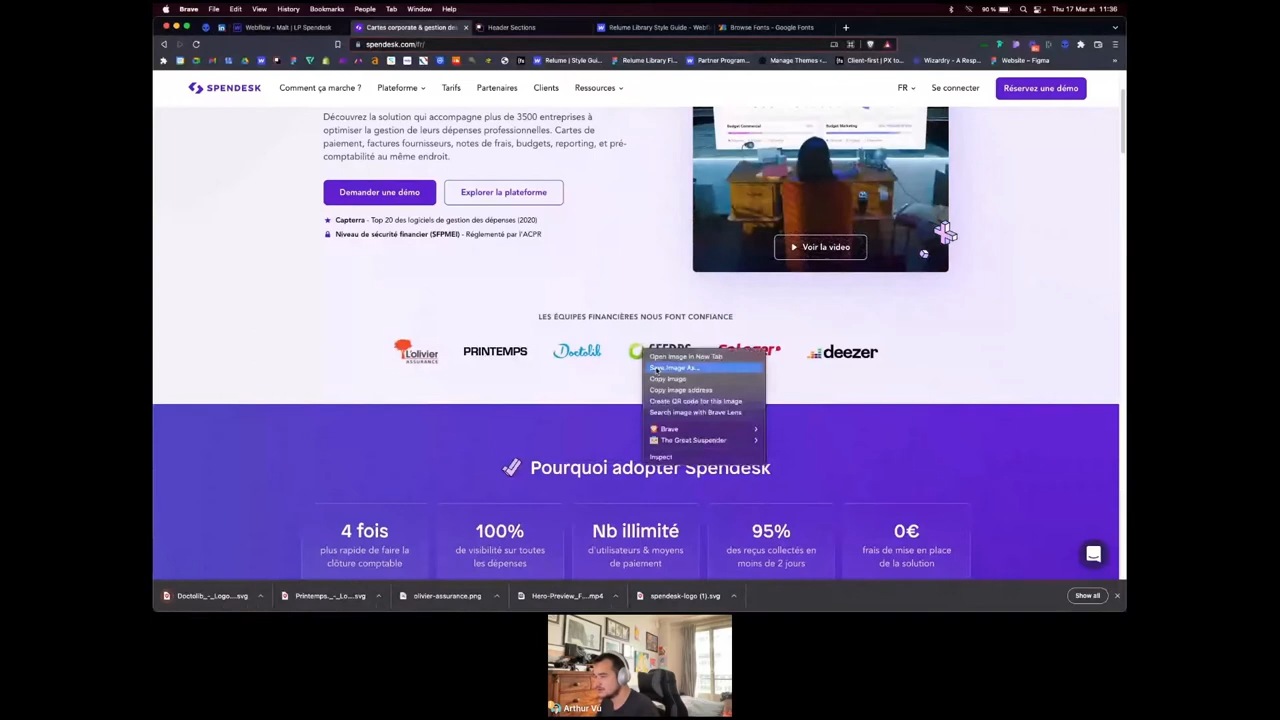 Brave File Edit View History Bookmarks People Tab Window Help
90 % Thu 17 Mar at 11:36
Webflow - Malt | LP Spendesk
Cartes corporate & gestion des
Header Sections
Relume Library Style Guide - Webfl
Browse Fonts - Google Fonts
spendesk.com/fr/
Relume | Style Gui...
Relume Library Fi...
Partner Program...
Manage Themes ‹...
Client-first | PX to...
Wizardry - A Resp...
Website – Figma
SPENDESK
Comment ça marche ?
Plateforme
Tarifs
Partenaires
Clients
Ressources
FR
Se connecter
Réservez une démo
Découvrez la solution qui accompagne plus de 3500 entreprises à
optimiser la gestion de leurs dépenses professionnelles. Cartes de
paiement, factures fournisseurs, notes de frais, budgets, reporting, et pré-
comptabilité au même endroit.
Demander une démo
Explorer la plateforme
Capterra - Top 20 des logiciels de gestion des dépenses (2020)
Niveau de sécurité financier (SFPMEI) - Réglementé par l'ACPR
Budget Commercial
Budget Marketing
Voir la video
LES ÉQUIPES FINANCIÈRES NOUS FONT CONFIANCE
L'olivier
ASSURANCE
PRINTEMPS
Doctolib
deezer
Open Image in New Tab
Save Image As...
Copy Image
Copy Image address
Create QR code for this Image
Search Image with Brave Lens
Brave
The Great Suspender
Inspect
Pourquoi adopter Spendesk
4 fois
plus rapide de faire la
clôture comptable
100%
de visibilité sur toutes
les dépenses
Nb illimité
d'utilisateurs & moyens
de paiement
95%
des reçus collectés en
moins de 2 jours
0€
frais de mise en place
de la solution
Doctolib_-_Logo....svg
Printemps._-_Lo....svg
olivier-assurance.png
Hero-Preview_F....mp4
spendesk-logo (1).svg
Show all
Arthur Vu